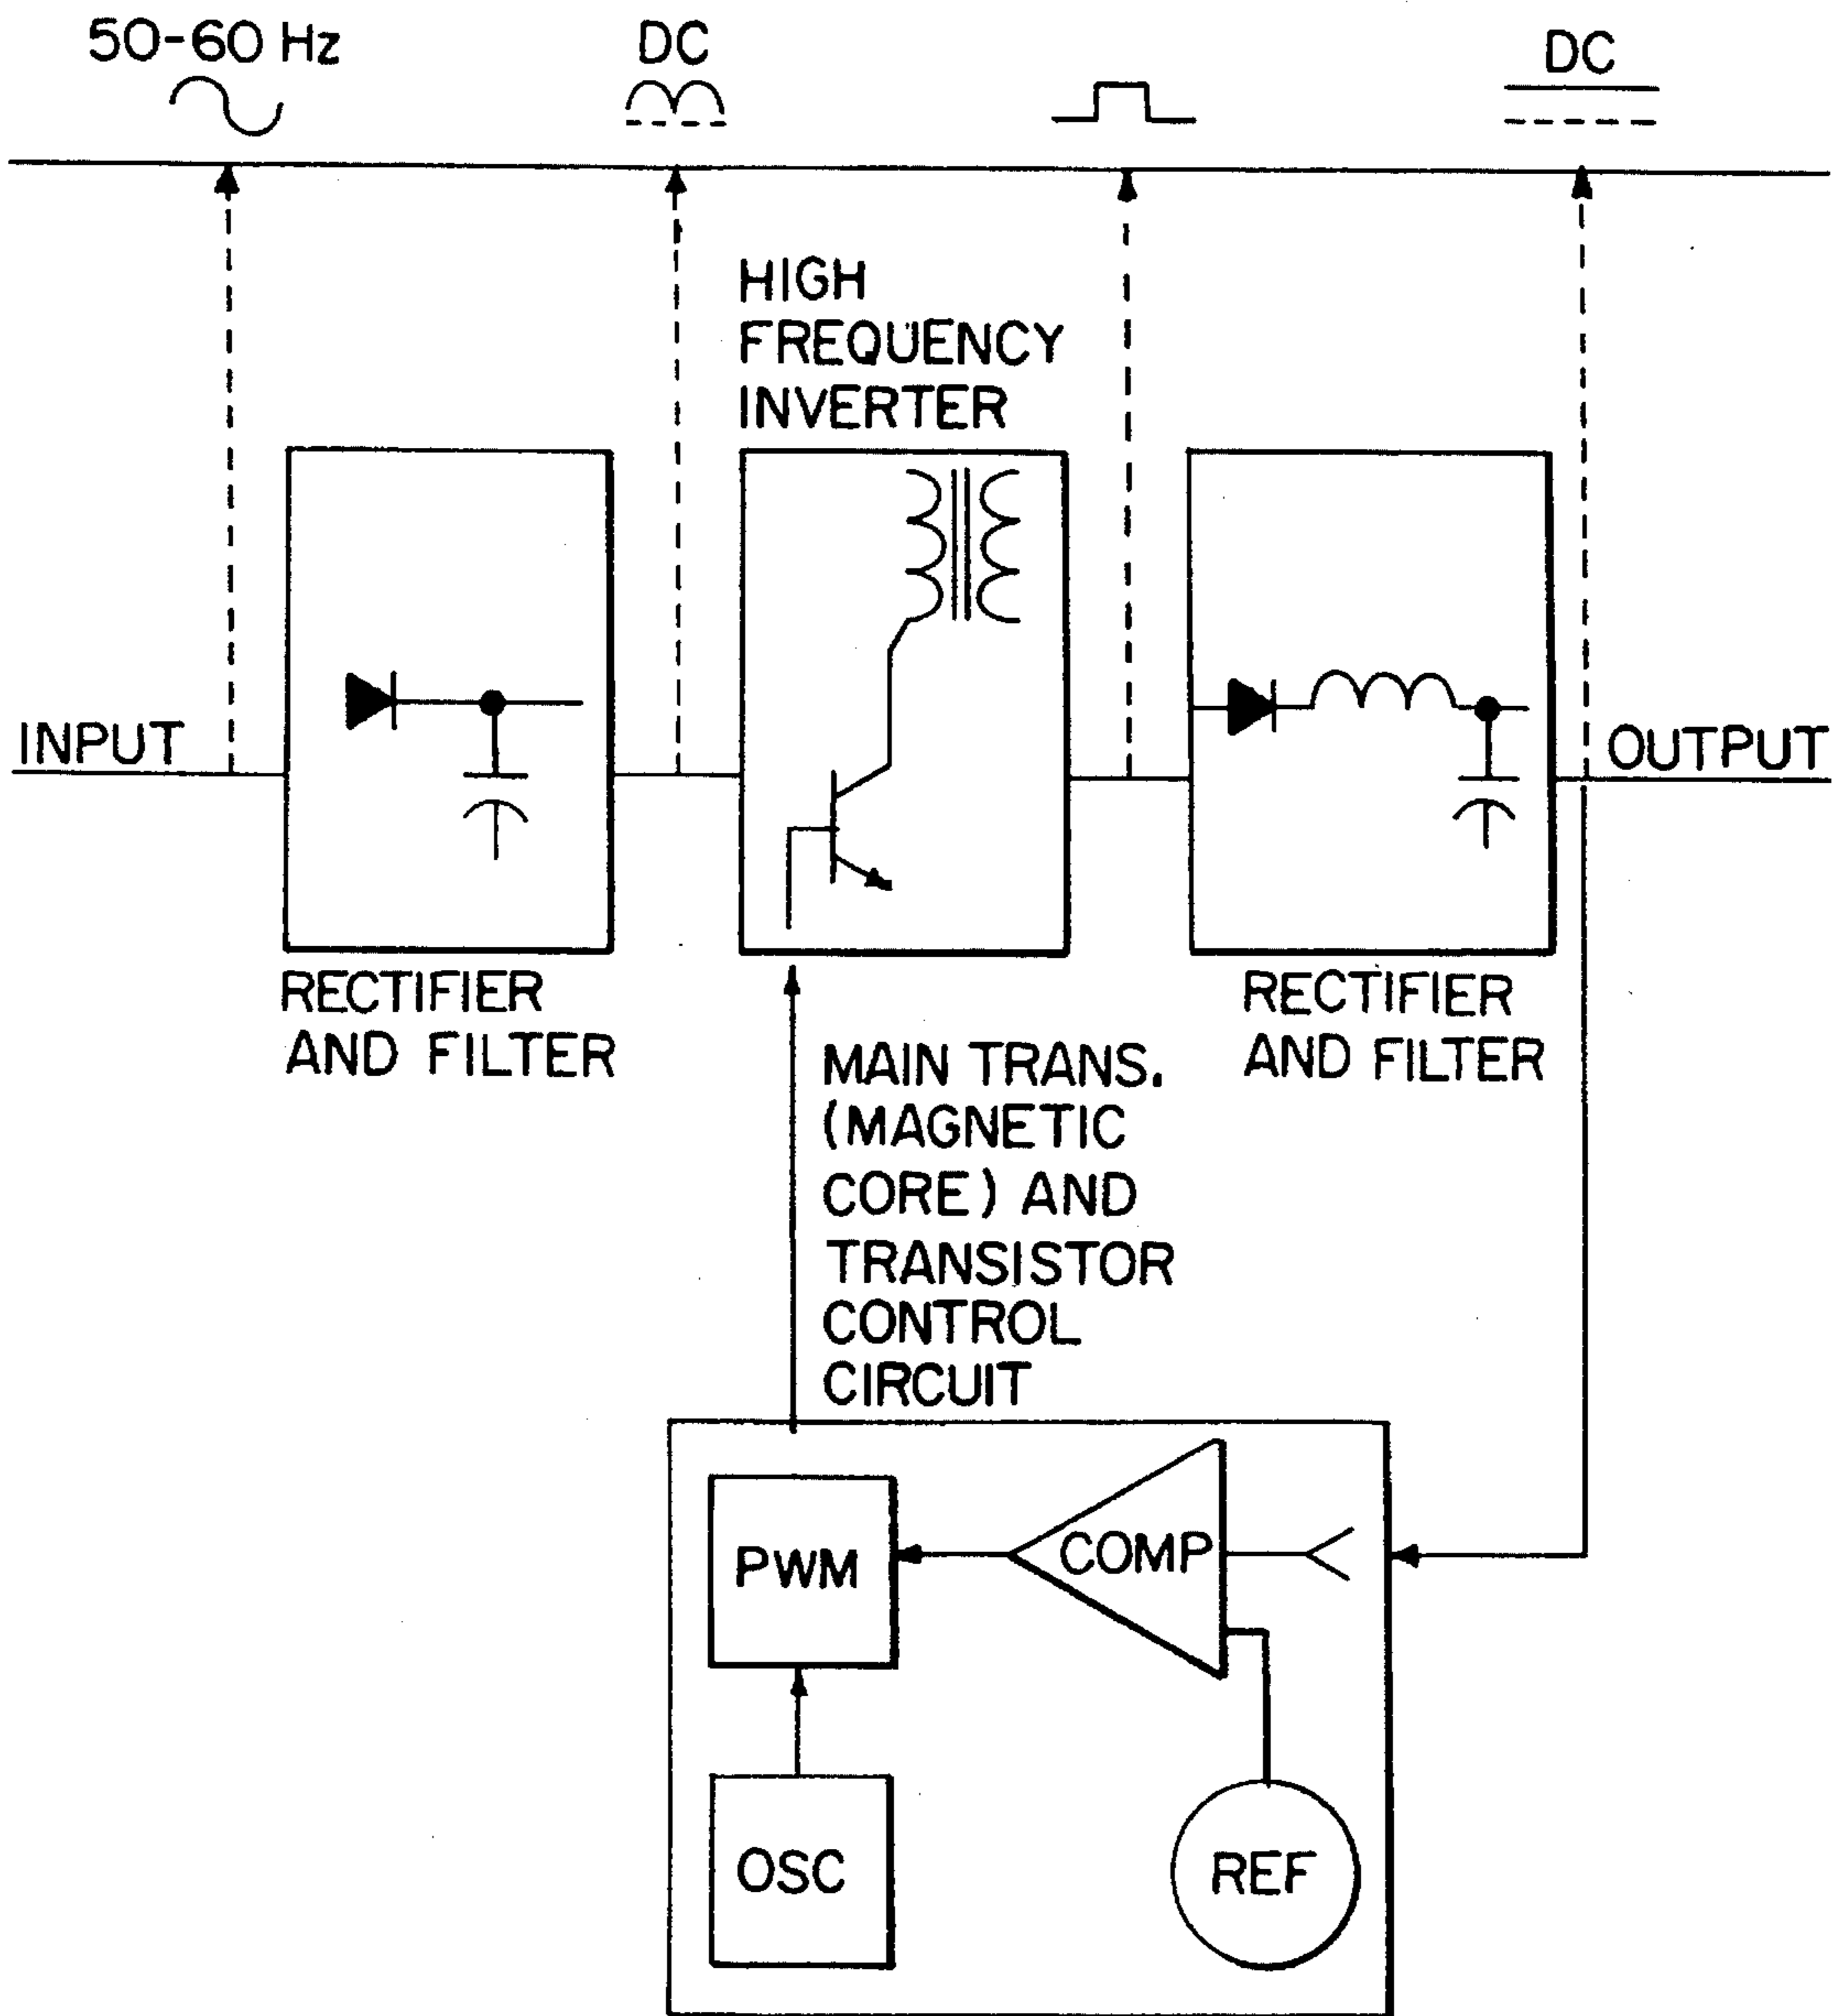 50-60 Hz
DC
DC
HIGH
FREQUENCY
INVERTER
INPUT
OUTPUT
RECTIFIER
AND FILTER
RECTIFIER
AND FILTER
MAIN TRANS.
(MAGNETIC
CORE) AND
TRANSISTOR
CONTROL
CIRCUIT
PWM
COMP
OSC
REF